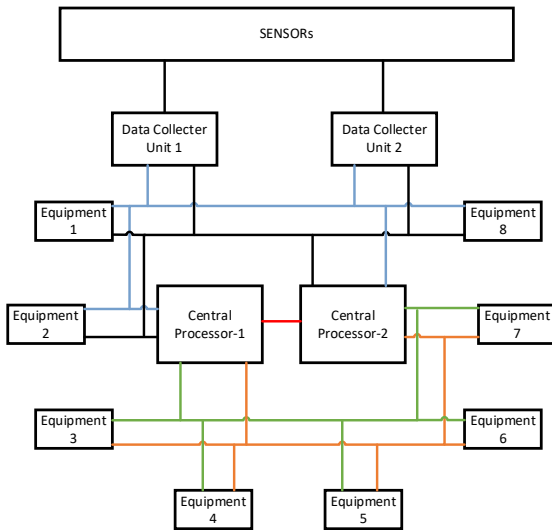 SENSORs
Data Collecter
Unit 1
Data Collecter
Unit 2
Equipment
1
Equipment
8
Equipment
2
Central
Processor-1
Central
Processor-2
Equipment
7
Equipment
3
Equipment
6
Equipment
4
Equipment
5